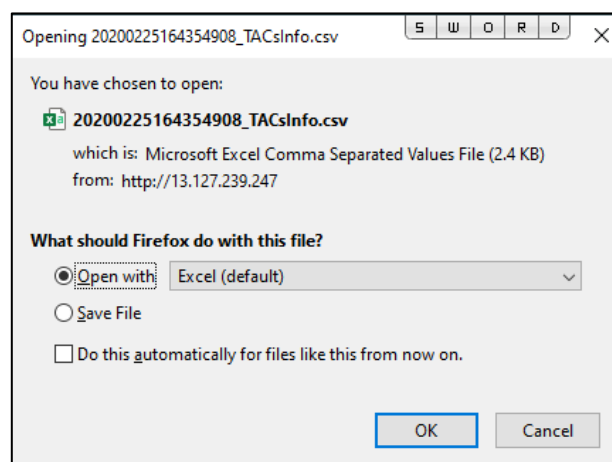 Opening 20200225164354908_TACsInfo.csv
S W O R D
You have chosen to open:
20200225164354908_TACsInfo.csv
which is: Microsoft Excel Comma Separated Values File (2.4 KB)
from: http://13.127.239.247
What should Firefox do with this file?
Open with Excel (default)
Save File
Do this automatically for files like this from now on.
OK Cancel